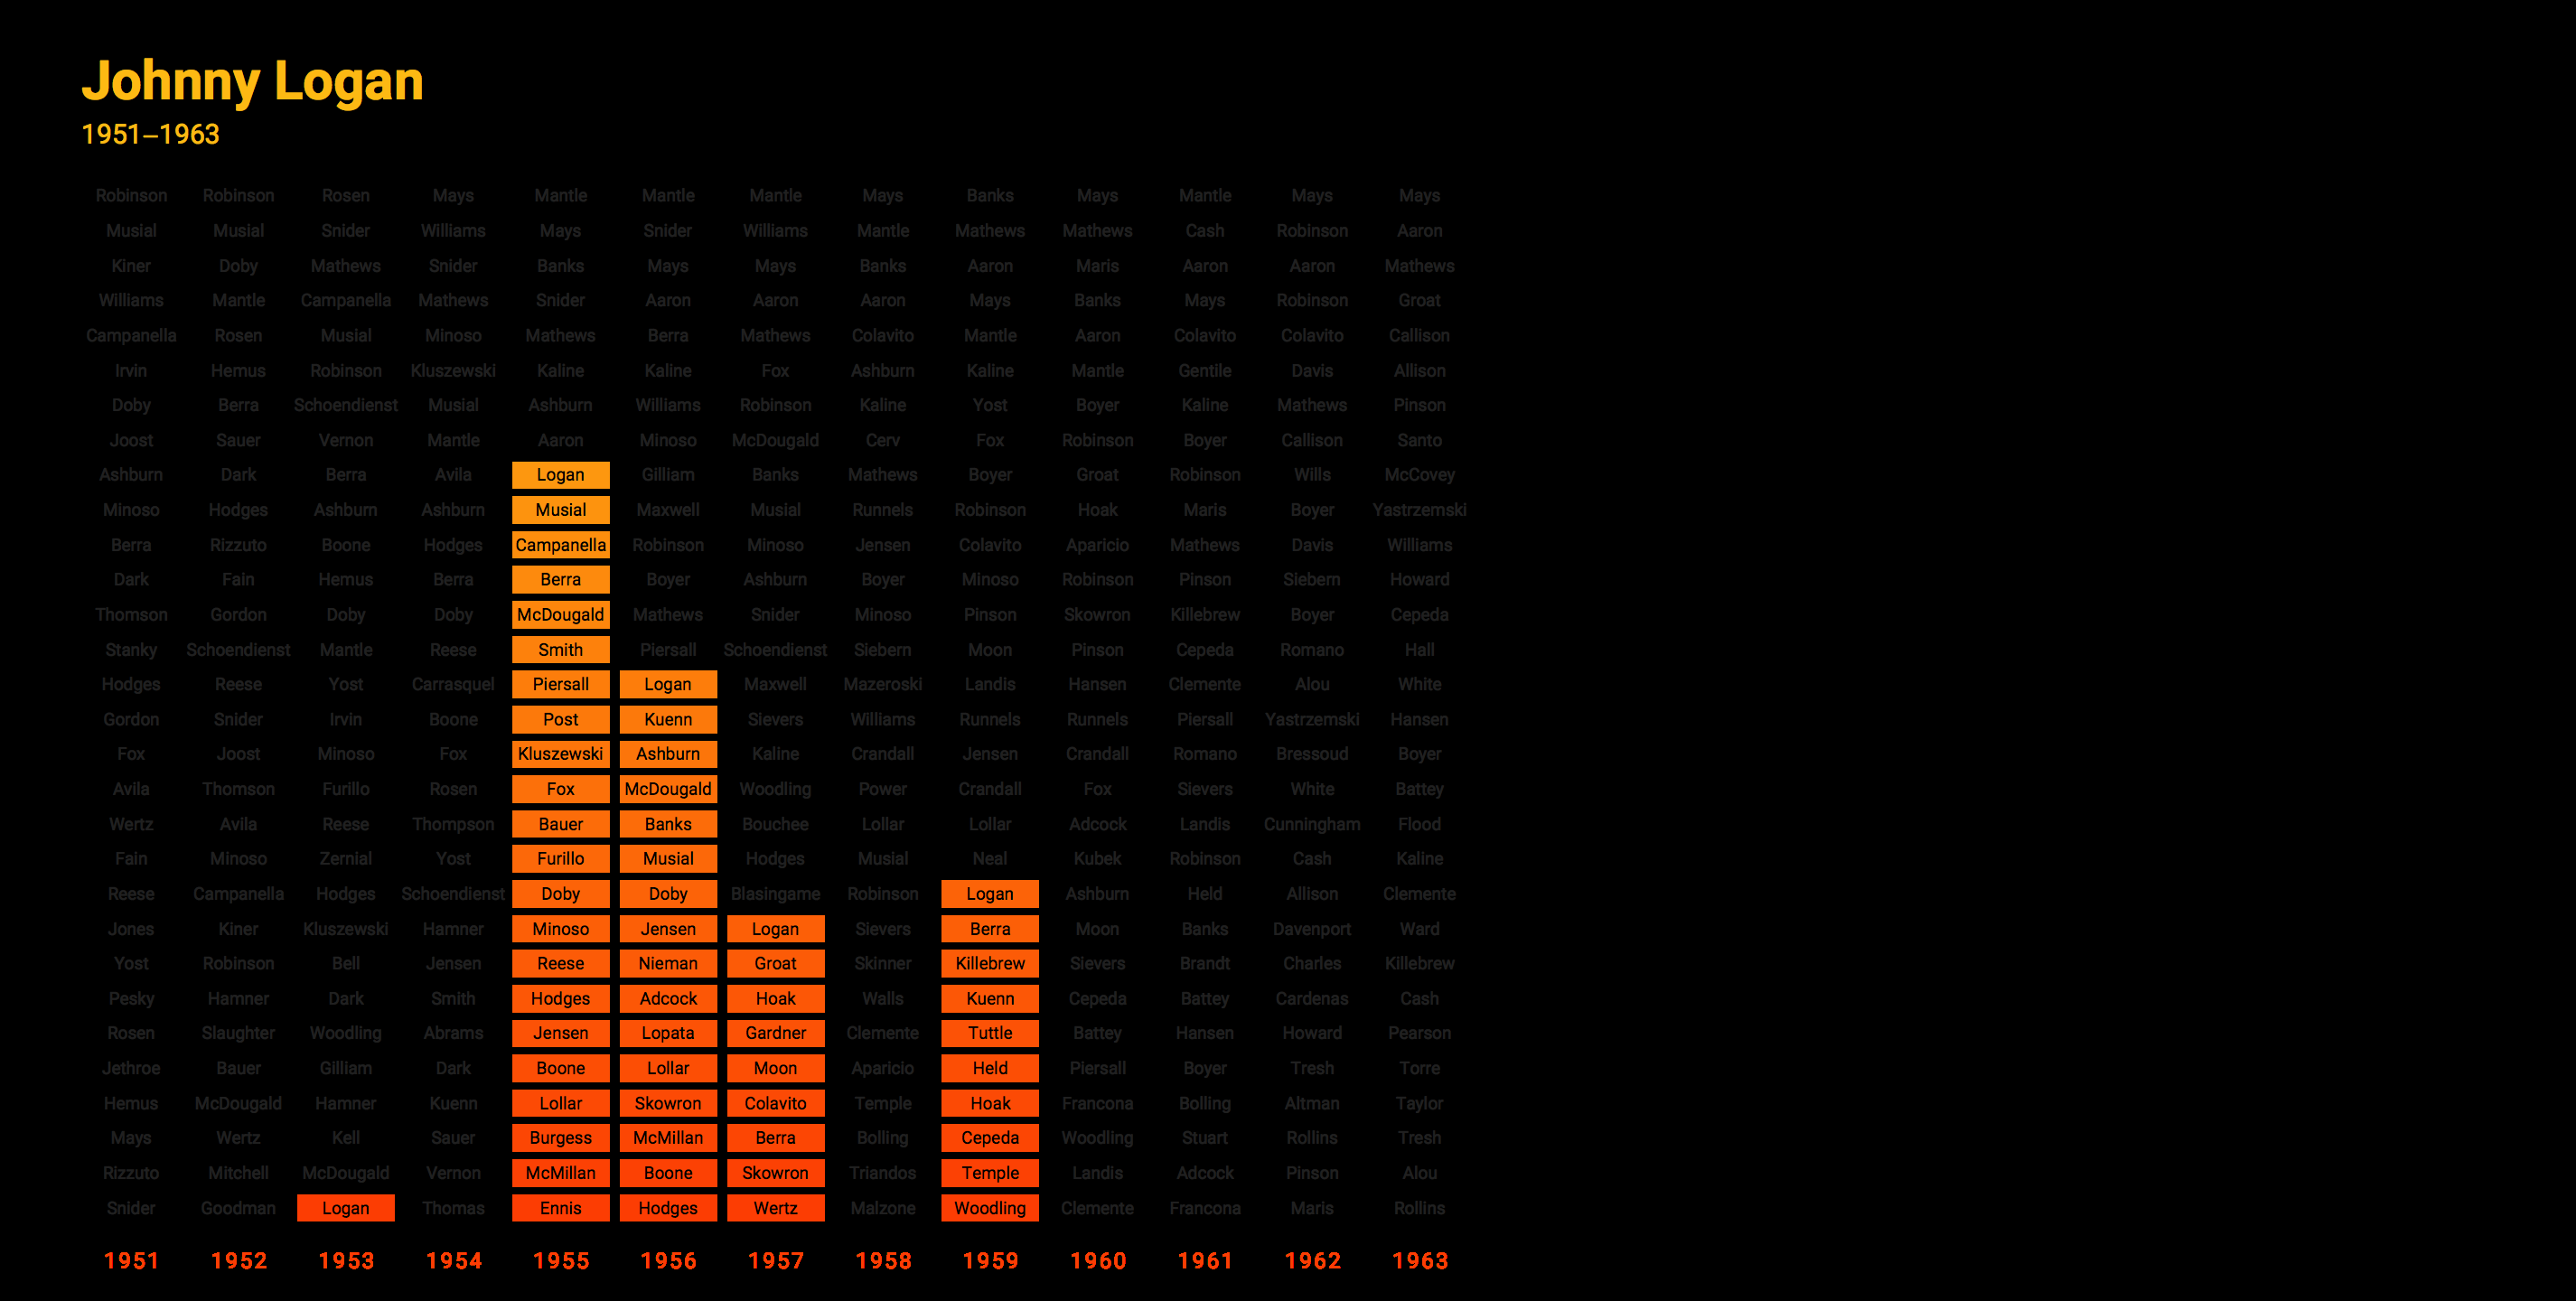 Johnny Logan
1951–1963
Robinson Robinson Rosen Mays Mantle Mantle Mantle Mays Banks Mays Mantle Mays Mays
Musial Musial Snider Williams Mays Snider Williams Mantle Mathews Mathews Cash Robinson Aaron
Kiner Doby Mathews Snider Banks Mays Mays Banks Aaron Maris Aaron Aaron Mathews
Williams Mantle Campanella Mathews Snider Aaron Aaron Aaron Mays Banks Mays Robinson Groat
Campanella Rosen Musial Minoso Mathews Berra Mathews Colavito Mantle Aaron Colavito Colavito Callison
Irvin Hemus Robinson Kluszewski Kaline Kaline Fox Ashburn Kaline Mantle Gentile Davis Allison
Doby Berra Schoendienst Musial Ashburn Williams Robinson Kaline Yost Boyer Kaline Mathews Pinson
Joost Sauer Vernon Mantle Aaron Minoso McDougald Cerv Fox Robinson Boyer Callison Santo
Ashburn Dark Berra Avila Logan Gilliam Banks Mathews Boyer Groat Robinson Wills McCovey
Minoso Hodges Ashburn Ashburn Musial Maxwell Musial Runnels Robinson Hoak Maris Boyer Yastrzemski
Berra Rizzuto Boone Hodges Campanella Robinson Minoso Jensen Colavito Aparicio Mathews Davis Williams
Dark Fain Hemus Berra Berra Boyer Ashburn Boyer Minoso Robinson Pinson Siebern Howard
Thomson Gordon Doby Doby McDougald Mathews Snider Minoso Pinson Skowron Killebrew Boyer Cepeda
Stanky Schoendienst Mantle Reese Smith Piersall Schoendienst Siebern Moon Pinson Cepeda Romano Hall
Hodges Reese Yost Carrasquel Piersall Logan Maxwell Mazeroski Landis Hansen Clemente Alou White
Gordon Snider Irvin Boone Post Kuenn Sievers Williams Runnels Runnels Piersall Yastrzemski Hansen
Fox Joost Minoso Fox Kluszewski Ashburn Kaline Crandall Jensen Crandall Romano Bressoud Boyer
Avila Thomson Furillo Rosen Fox McDougald Woodling Power Crandall Fox Sievers White Battey
Wertz Avila Reese Thompson Bauer Banks Bouchee Lollar Lollar Adcock Landis Cunningham Flood
Fain Minoso Zernial Yost Furillo Musial Hodges Musial Neal Kubek Robinson Cash Kaline
Reese Campanella Hodges Schoendienst Doby Doby Blasingame Robinson Logan Ashburn Held Allison Clemente
Jones Kiner Kluszewski Hamner Minoso Jensen Logan Sievers Berra Moon Banks Davenport Ward
Yost Robinson Bell Jensen Reese Nieman Groat Skinner Killebrew Sievers Brandt Charles Killebrew
Pesky Hamner Dark Smith Hodges Adcock Hoak Walls Kuenn Cepeda Battey Cardenas Cash
Rosen Slaughter Woodling Abrams Jensen Lopata Gardner Clemente Tuttle Battey Hansen Howard Pearson
Jethroe Bauer Gilliam Dark Boone Lollar Moon Aparicio Held Piersall Boyer Tresh Torre
Hemus McDougald Hamner Kuenn Lollar Skowron Colavito Temple Hoak Francona Bolling Altman Taylor
Mays Wertz Kell Sauer Burgess McMillan Berra Bolling Cepeda Woodling Stuart Rollins Tresh
Rizzuto Mitchell McDougald Vernon McMillan Boone Skowron Triandos Temple Landis Adcock Pinson Alou
Snider Goodman Logan Thomas Ennis Hodges Wertz Malzone Woodling Clemente Francona Maris Rollins
1951 1952 1953 1954 1955 1956 1957 1958 1959 1960 1961 1962 1963